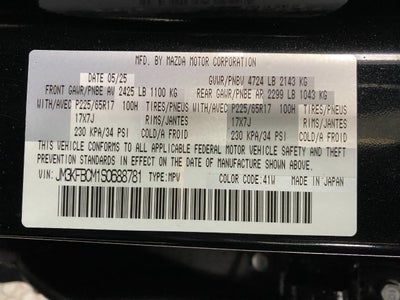 MFD. BY MAZDA MOTOR CORPORATION
DATE 05/25 GVWR/PNBV 4724 LB 2143 KG
FRONT GAWR/PNBE AV 2425 LB 1100 KG REAR GAWR/PNBE AR 2299 LB 1043 KG
WITH/AVEC P225/65R17 100H TIRES/PNEUS WITH/AVEC P225/65R17 100H TIRES/PNEUS
17X7J RIMS/JANTES 17X7J RIMS/JANTES
230 KPA/34 PSI COLD/A FROID 230 KPA/34 PSI COLD/A FROID
THIS VEHICLE CONFORMS TO ALL APPLICABLE FEDERAL MOTOR VEHICLE SAFETY AND THEFT PREVENTION
STANDARDS IN EFFECT ON THE DATE OF MANUFACTURE SHOWN ABOVE.
VIN: JM3KFBCM1S0688781 TYPE:MPV COLOR CODE.41W MADE IN JAPAN